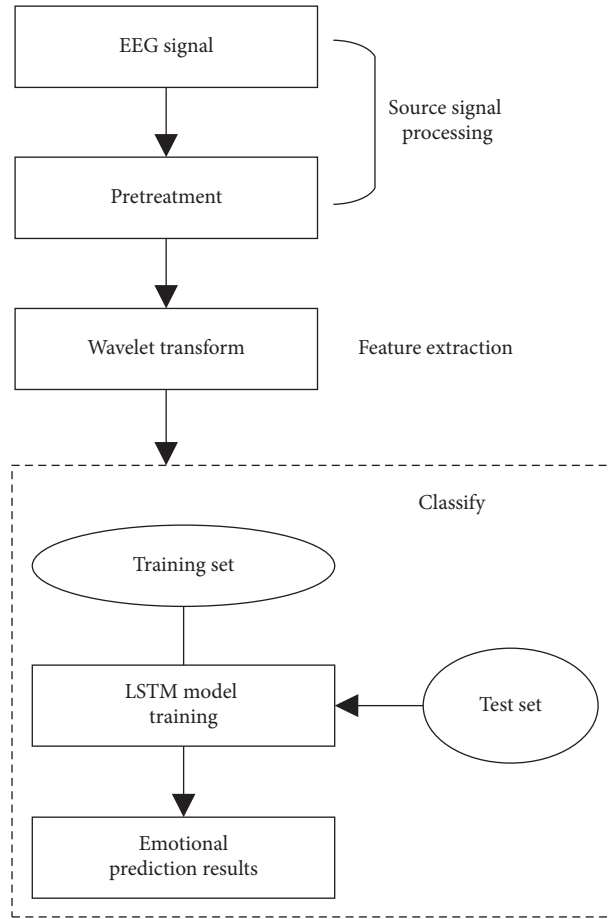 EEG signal
Source signal
processing
Pretreatment
Wavelet transform
Feature extraction
Classify
Training set
LSTM model
training
Test set
Emotional
prediction results